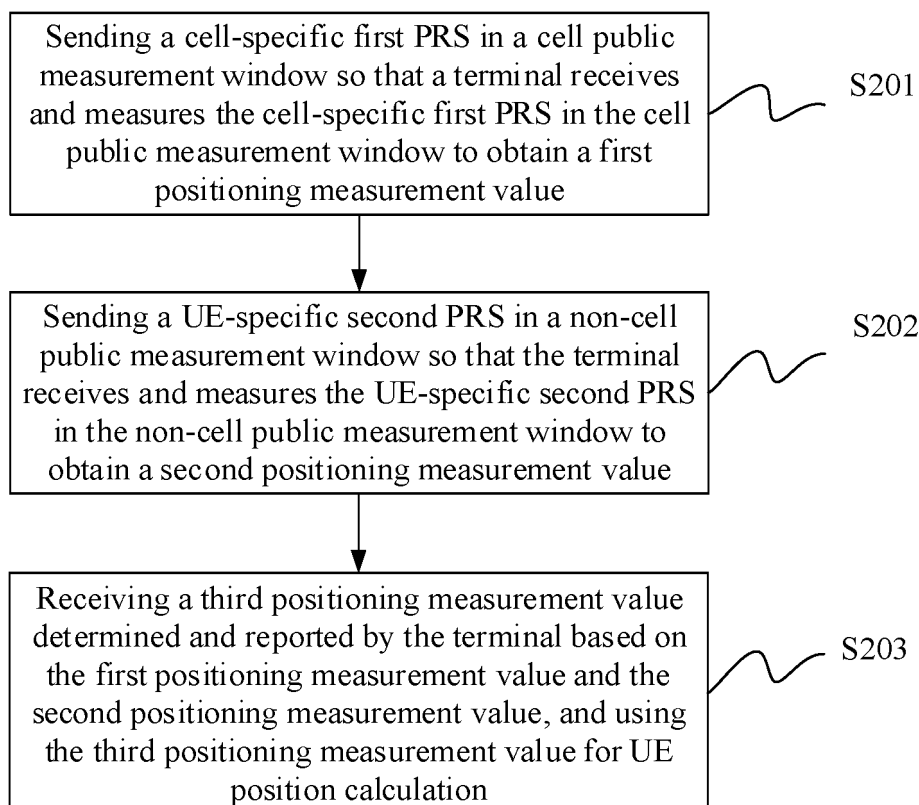 Sending a cell-specific first PRS in a cell public
measurement window so that a terminal receives
and measures the cell-specific first PRS in the cell
public measurement window to obtain a first
positioning measurement value
S201
Sending a UE-specific second PRS in a non-cell
public measurement window so that the terminal
receives and measures the UE-specific second PRS
in the non-cell public measurement window to
obtain a second positioning measurement value
S202
Receiving a third positioning measurement value
determined and reported by the terminal based on
the first positioning measurement value and the
second positioning measurement value, and using
the third positioning measurement value for UE
position calculation
S203